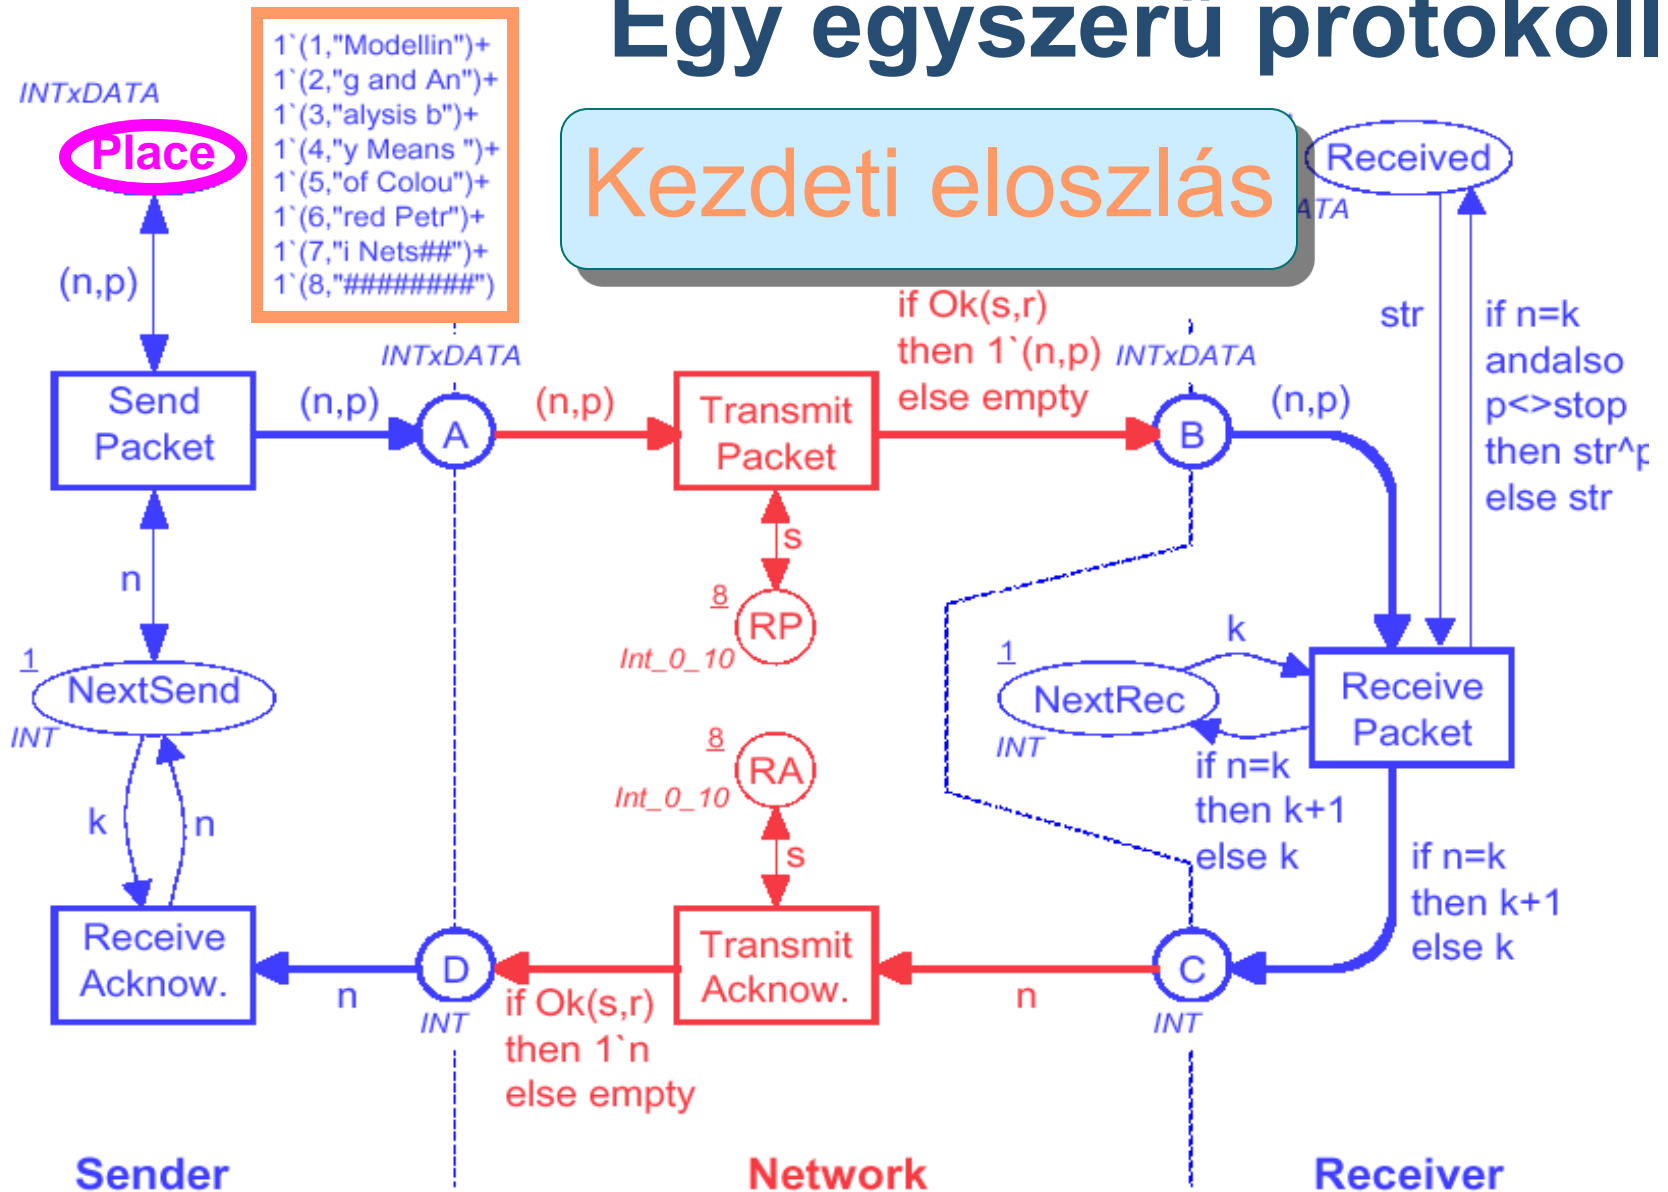 Egy egyszerű protokoll
1`(1,"Modellin")+
1`(2,"g and An")+
1`(3,"alysis b")+
1`(4,"y Means ")+
1`(5,"of Colou")+
1`(6,"red Petr")+
1`(7,"i Nets##")+
1`(8,"########")
INTxDATA
Place
Kezdeti eloszlás
Received
ATA
(n,p)
str
if n=k
andalso
p<>stop
then str^p
else str
if Ok(s,r)
then 1`(n,p)
else empty
INTxDATA
INTxDATA
Send
Packet
(n,p)
A
(n,p)
Transmit
Packet
B
(n,p)
n
s
8
RP
Int_0_10
1
NextSend
INT
k
1
NextRec
INT
Receive
Packet
8
RA
Int_0_10
if n=k
then k+1
else k
k
n
s
if n=k
then k+1
else k
Receive
Acknow.
n
D
INT
if Ok(s,r)
then 1`n
else empty
Transmit
Acknow.
n
C
INT
Sender
Network
Receiver